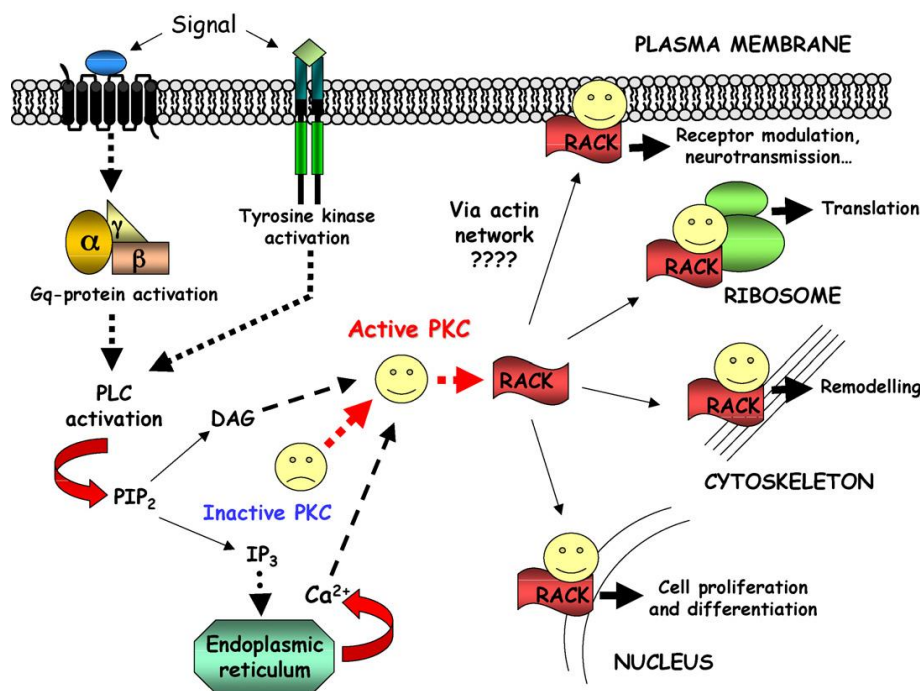 Signal
PLASMA MEMBRANE
RACK
Receptor modulation,
neurotransmission…
Tyrosine kinase
activation
Via actin
network
????
α
γ
β
Gq-protein activation
RACK
Translation
RIBOSOME
Active PKC
RACK
PLC
activation
DAG
RACK
Remodelling
CYTOSKELETON
PIP₂
Inactive PKC
IP₃
Ca²⁺
Endoplasmic
reticulum
RACK
Cell proliferation
and differentiation
NUCLEUS